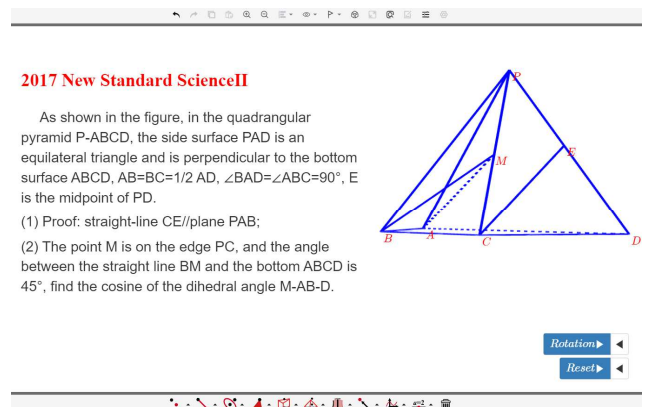 2017 New Standard ScienceII
As shown in the figure, in the quadrangular
pyramid P-ABCD, the side surface PAD is an
equilateral triangle and is perpendicular to the bottom
surface ABCD, AB=BC=1/2 AD, ∠BAD=∠ABC=90°, E
is the midpoint of PD.
(1) Proof: straight-line CE//plane PAB;
(2) The point M is on the edge PC, and the angle
between the straight line BM and the bottom ABCD is
45°, find the cosine of the dihedral angle M-AB-D.
P
E
M
B
A
C
D
Rotation
Reset